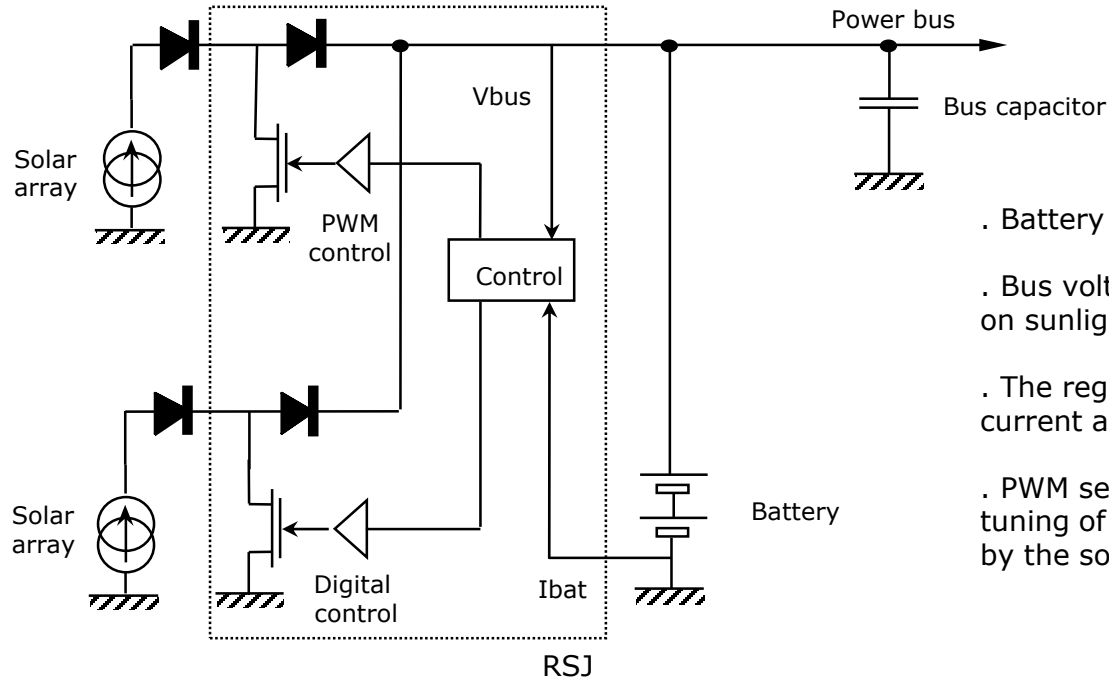 Power bus
Vbus
Bus capacitor
Solar
array
PWM
control
Control
. Battery
. Bus volt
on sunlig
. The reg
current a
. PWM se
tuning of
by the so
Solar
array
Battery
Digital
control
Ibat
RSJ